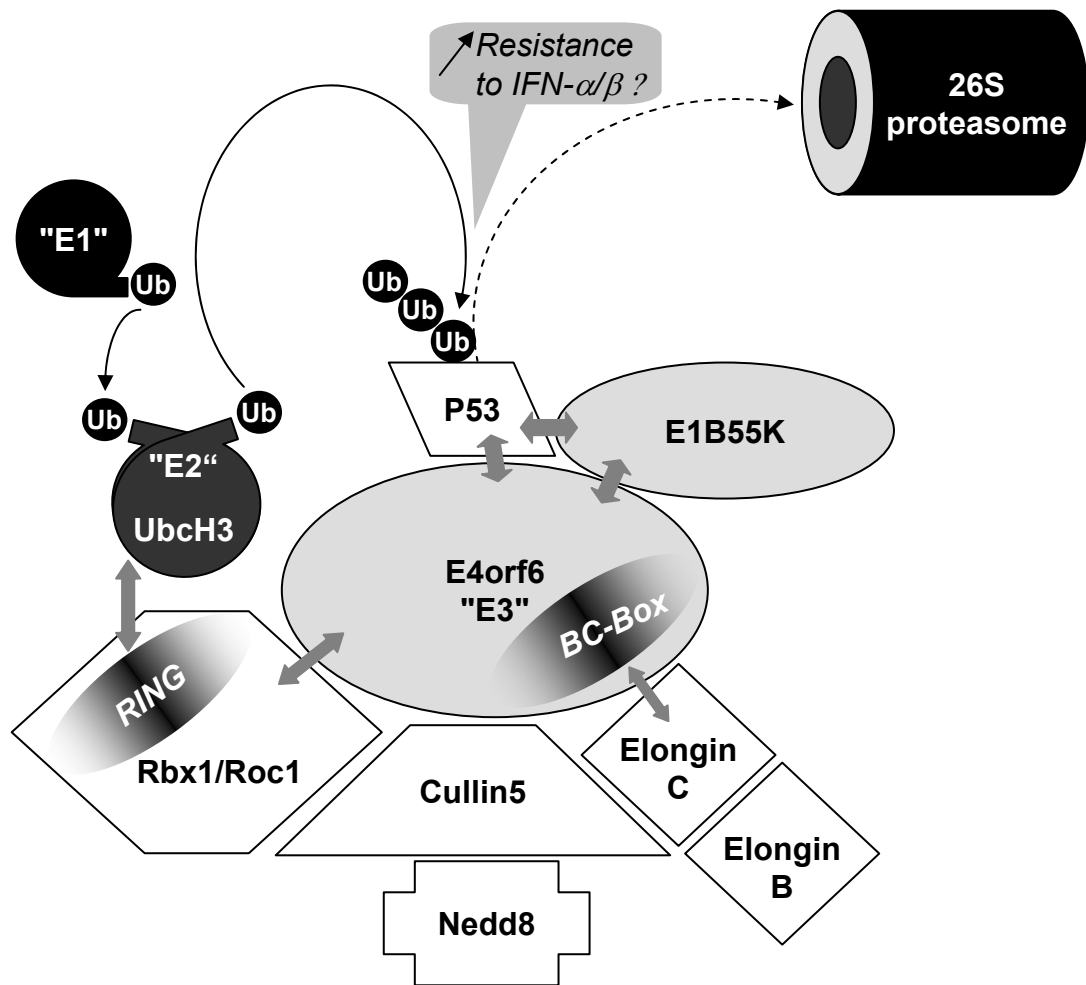 Resistance
to IFN-α/β ?
26S
proteasome
"E1"
Ub
Ub
Ub
Ub
Ub
Ub
P53
E1B55K
"E2“
UbcH3
E4orf6
"E3"
BC-Box
RING
Rbx1/Roc1
Cullin5
Elongin
C
Elongin
B
Nedd8